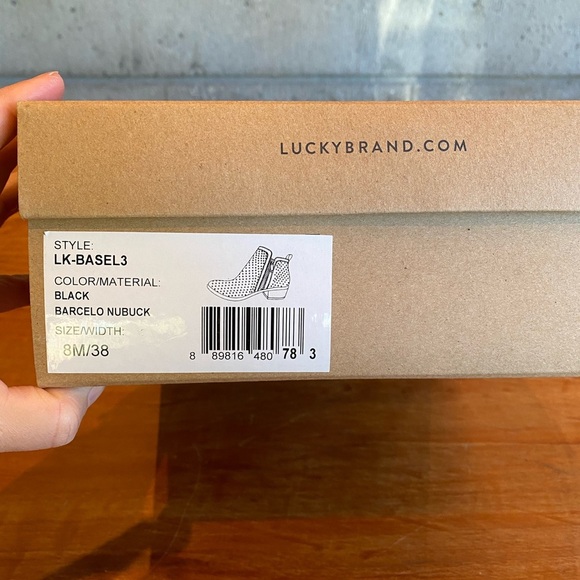 LUCKYBRAND.COM
STYLE:
LK-BASEL3
COLOR/MATERIAL:
BLACK
BARCELO NUBUCK
SIZE/WIDTH:
8M/38
8 89816 480 78 3